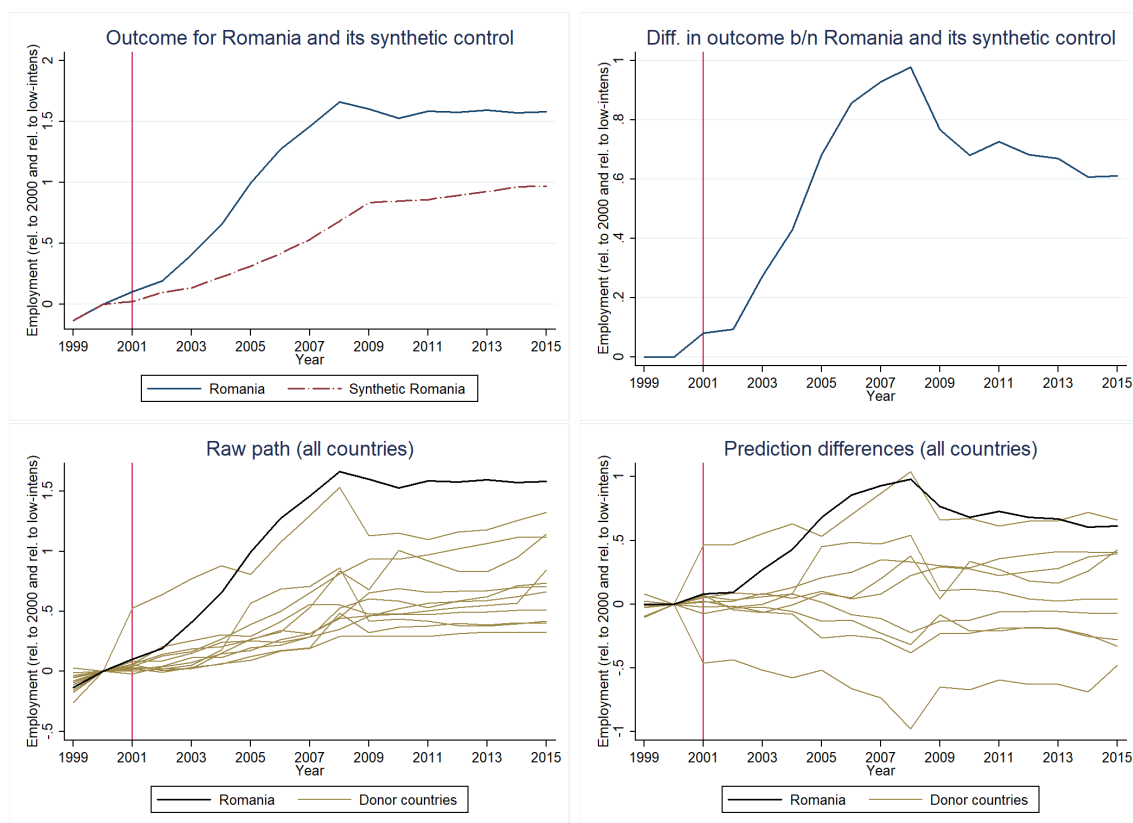 Outcome for Romania and its synthetic control
Employment (rel. to 2000 and rel. to low-intens)
2
1.5
1
.5
0
1999 2001 2003 2005 2007 2009 2011 2013 2015
Year
Romania
Synthetic Romania
Diff. in outcome b/n Romania and its synthetic control
Employment (rel. to 2000 and rel. to low-intens)
1
.8
.6
.4
.2
0
1999 2001 2003 2005 2007 2009 2011 2013 2015
Year
Raw path (all countries)
Employment (rel. to 2000 and rel. to low-intens)
1.5
1
.5
0
-.5
1999 2001 2003 2005 2007 2009 2011 2013 2015
Year
Romania
Donor countries
Prediction differences (all countries)
Employment (rel. to 2000 and rel. to low-intens)
1
.5
0
-.5
-1
1999 2001 2003 2005 2007 2009 2011 2013 2015
Year
Romania
Donor countries